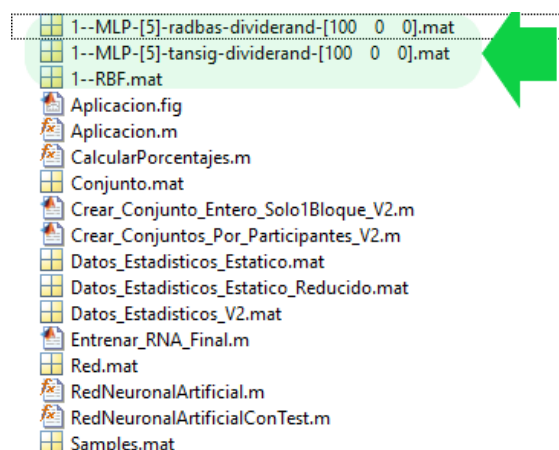 1--MLP-[5]-radbas-dividerand-[100   0   0].mat
1--MLP-[5]-tansig-dividerand-[100   0   0].mat
1--RBF.mat
Aplicacion.fig
Aplicacion.m
CalcularPorcentajes.m
Conjunto.mat
Crear_Conjunto_Entero_Solo1Bloque_V2.m
Crear_Conjuntos_Por_Participantes_V2.m
Datos_Estadisticos_Estatico.mat
Datos_Estadisticos_Estatico_Reducido.mat
Datos_Estadisticos_V2.mat
Entrenar_RNA_Final.m
Red.mat
RedNeuronalArtificial.m
RedNeuronalArtificialConTest.m
Samples.mat